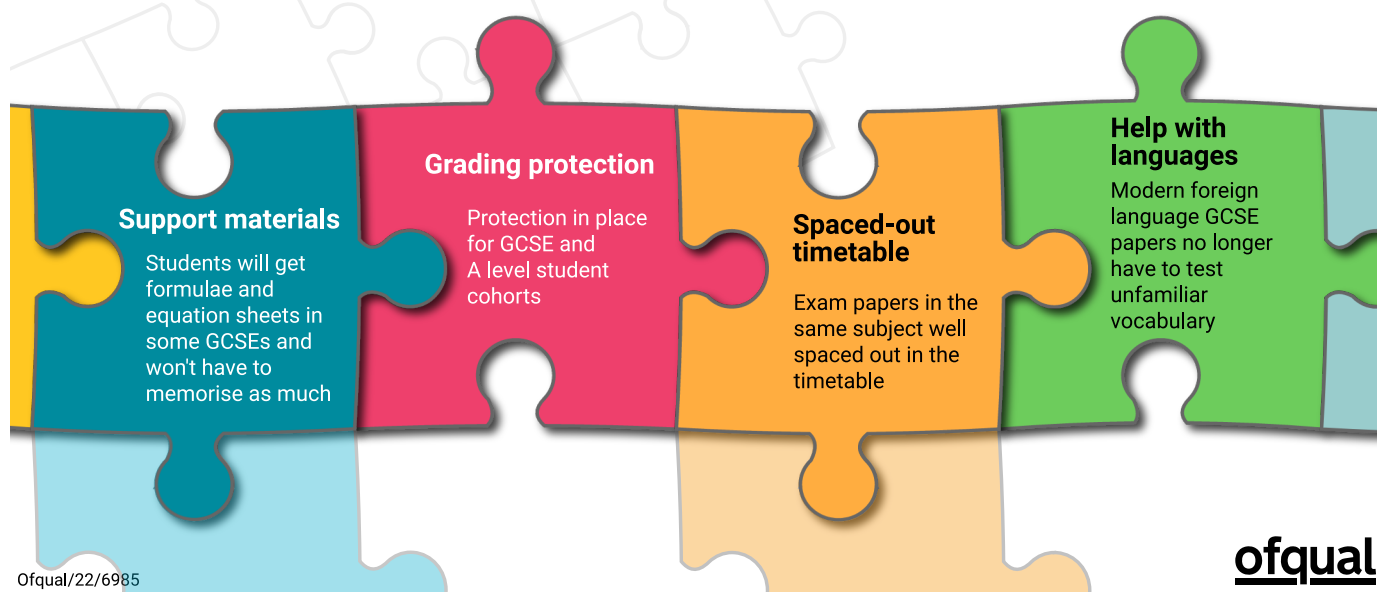 Support materials
Students will get
formulae and
equation sheets in
some GCSEs and
won't have to
memorise as much
Grading protection
Protection in place
for GCSE and
A level student
cohorts
Spaced-out
timetable
Exam papers in the
same subject well
spaced out in the
timetable
Help with
languages
Modern foreign
language GCSE
papers no longer
have to test
unfamiliar
vocabulary
Ofqual/22/6985
ofqual